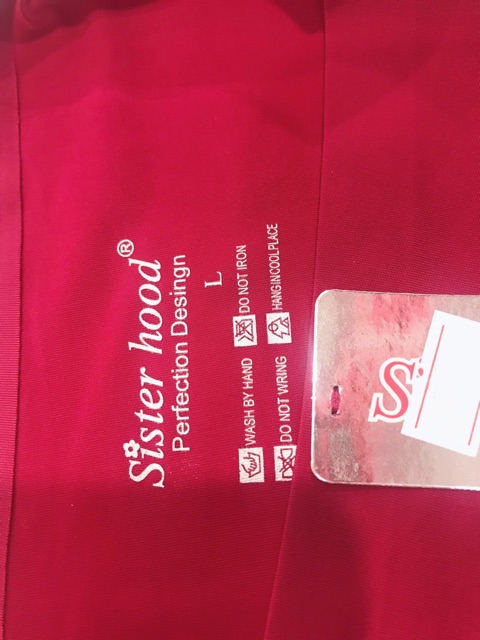 Sister hood®
Perfection Desingn
L
WASH BY HAND DO NOT IRON
DO NOT WRING HANGINCOOLPLACE